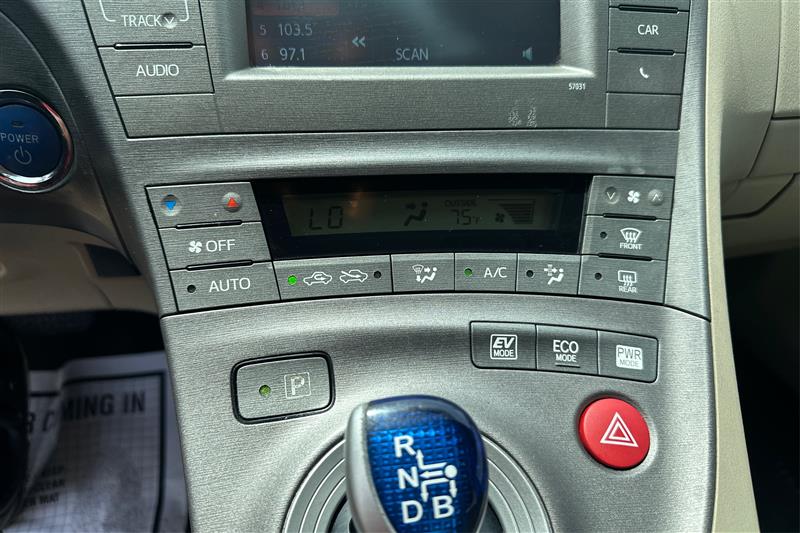 TRACK
AUDIO
5 103.5
6 97.1
SCAN
57031
CAR
POWER
LO
OUTSIDE
75°F
OFF
AUTO
A/C
FRONT
REAR
EV
MODE
ECO
MODE
PWR
MODE
P
R
N
D
B
COMING IN